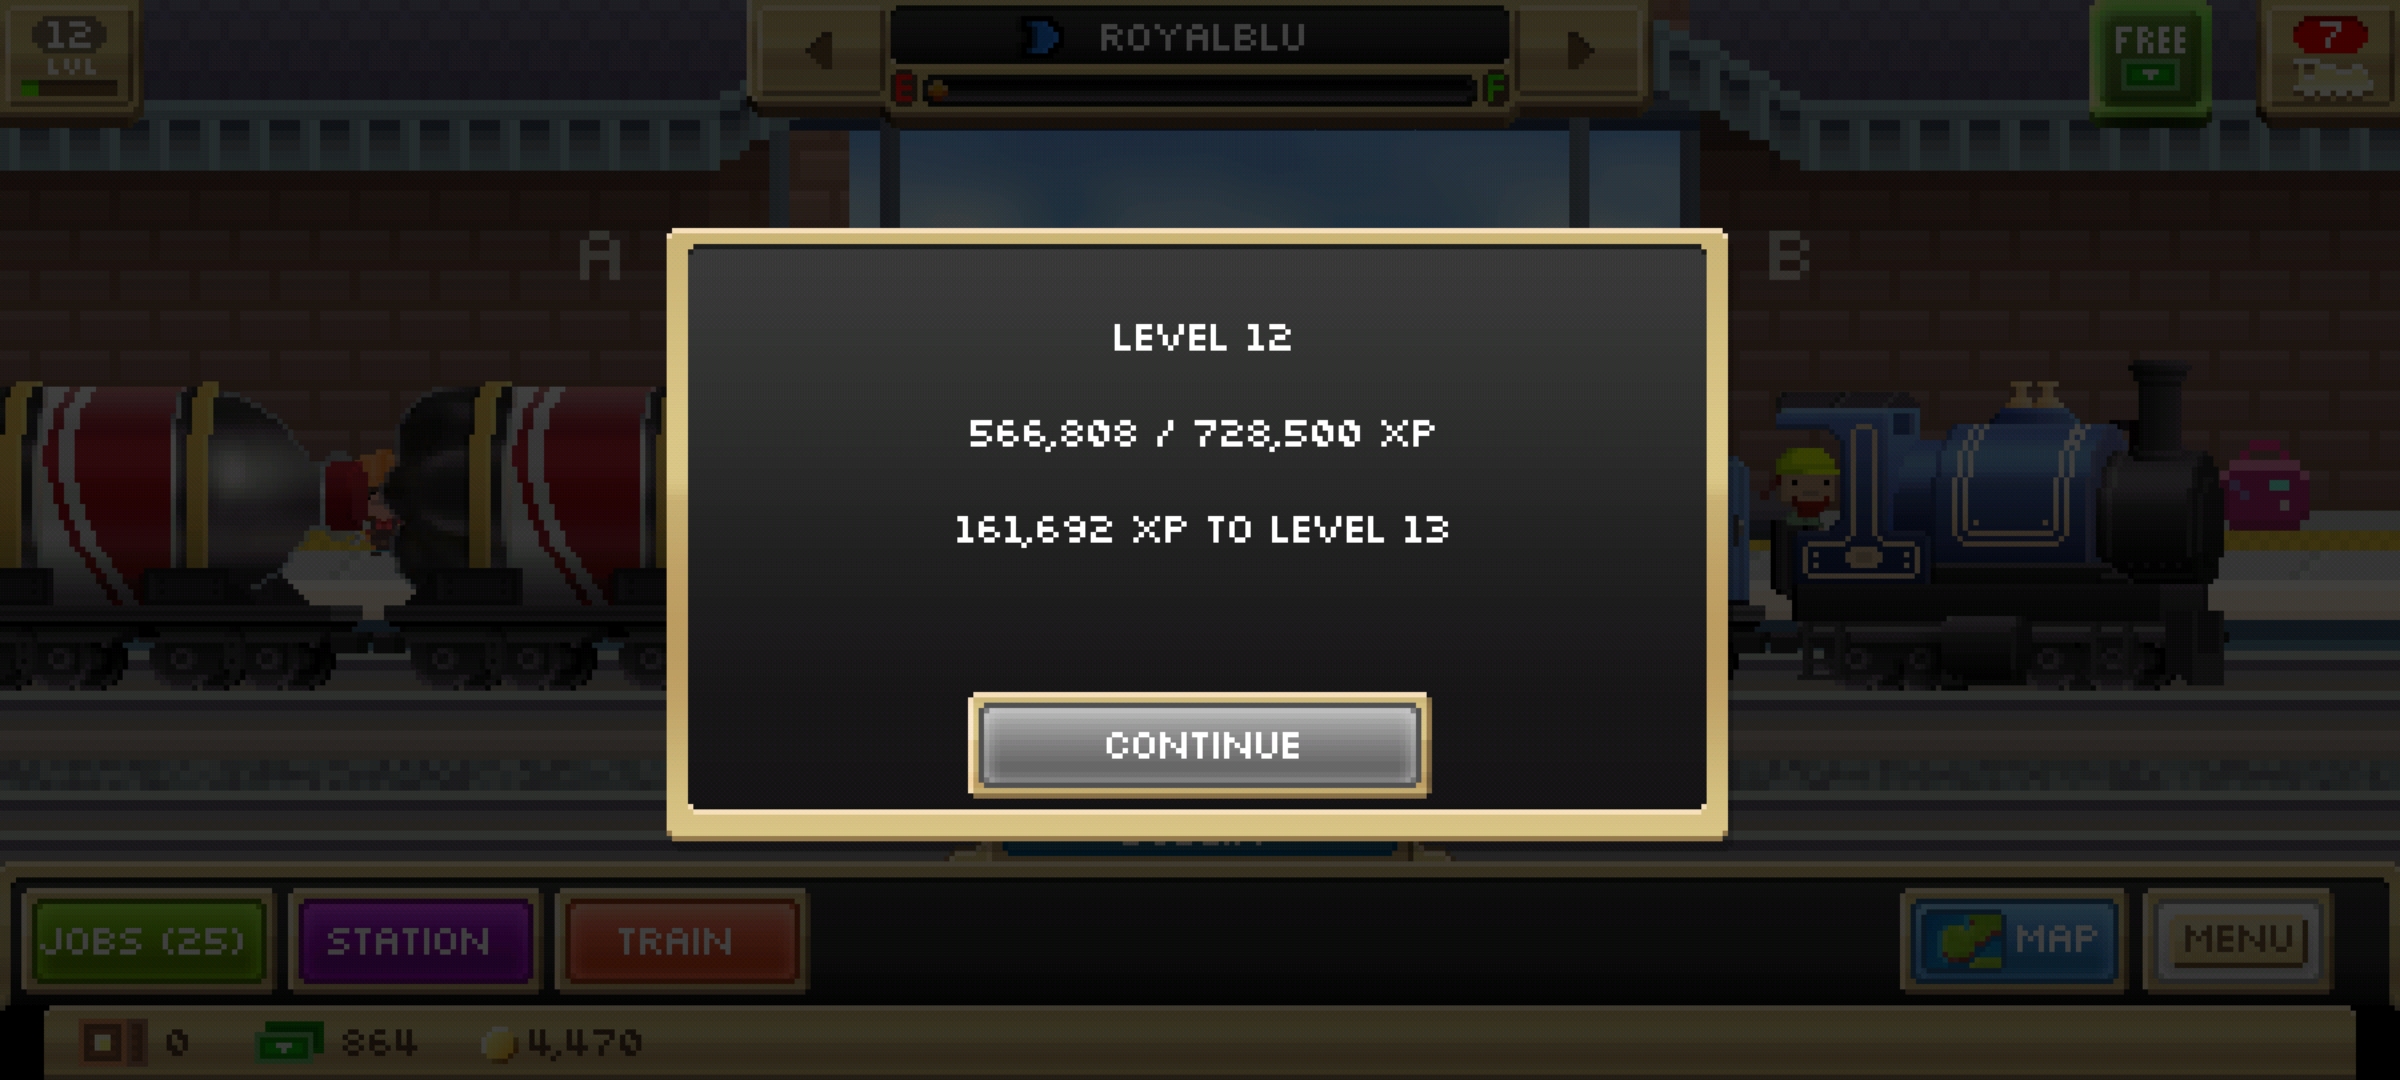 12
LVL
ROYALBLU
E
F
FREE
7
A
B
LEVEL 12
566,808 / 728,500 XP
161,692 XP TO LEVEL 13
CONTINUE
JOBS (25)
STATION
TRAIN
MAP
MENU
0
864
4,470